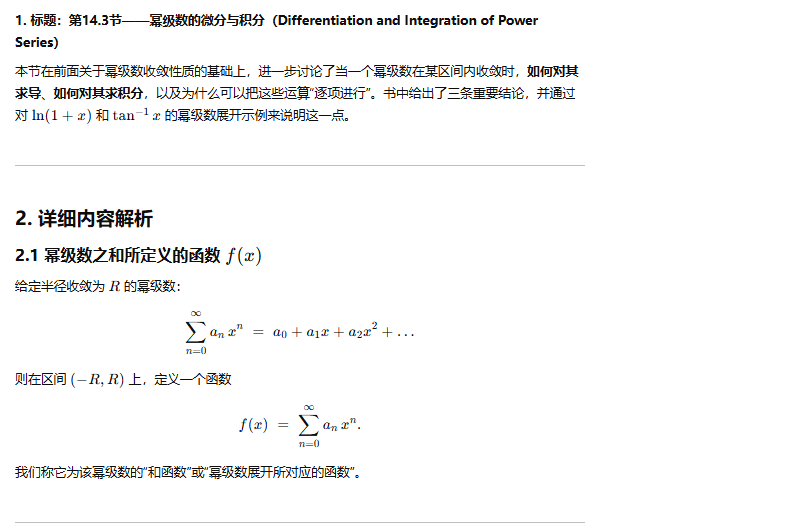 1. 标题：第14.3节——幂级数的微分与积分（Differentiation and Integration of Power
Series）
本节在前面关于幂级数收敛性质的基础上，进一步讨论了当一个幂级数在某区间内收敛时，如何对其
求导、如何对其求积分，以及为什么可以把这些运算“逐项进行”。书中给出了三条重要结论，并通过
对 ln(1 + x) 和 tan⁻¹ x 的幂级数展开示例来说明这一点。
2. 详细内容解析
2.1 幂级数之和所定义的函数 f(x)
给定半径收敛为 R 的幂级数：
∑_{n=0}^{∞} aₙ xⁿ = a₀ + a₁x + a₂x² + …
则在区间 (−R, R) 上，定义一个函数
f(x) = ∑_{n=0}^{∞} aₙ xⁿ.
我们称它为该幂级数的“和函数”或“幂级数展开所对应的函数”。